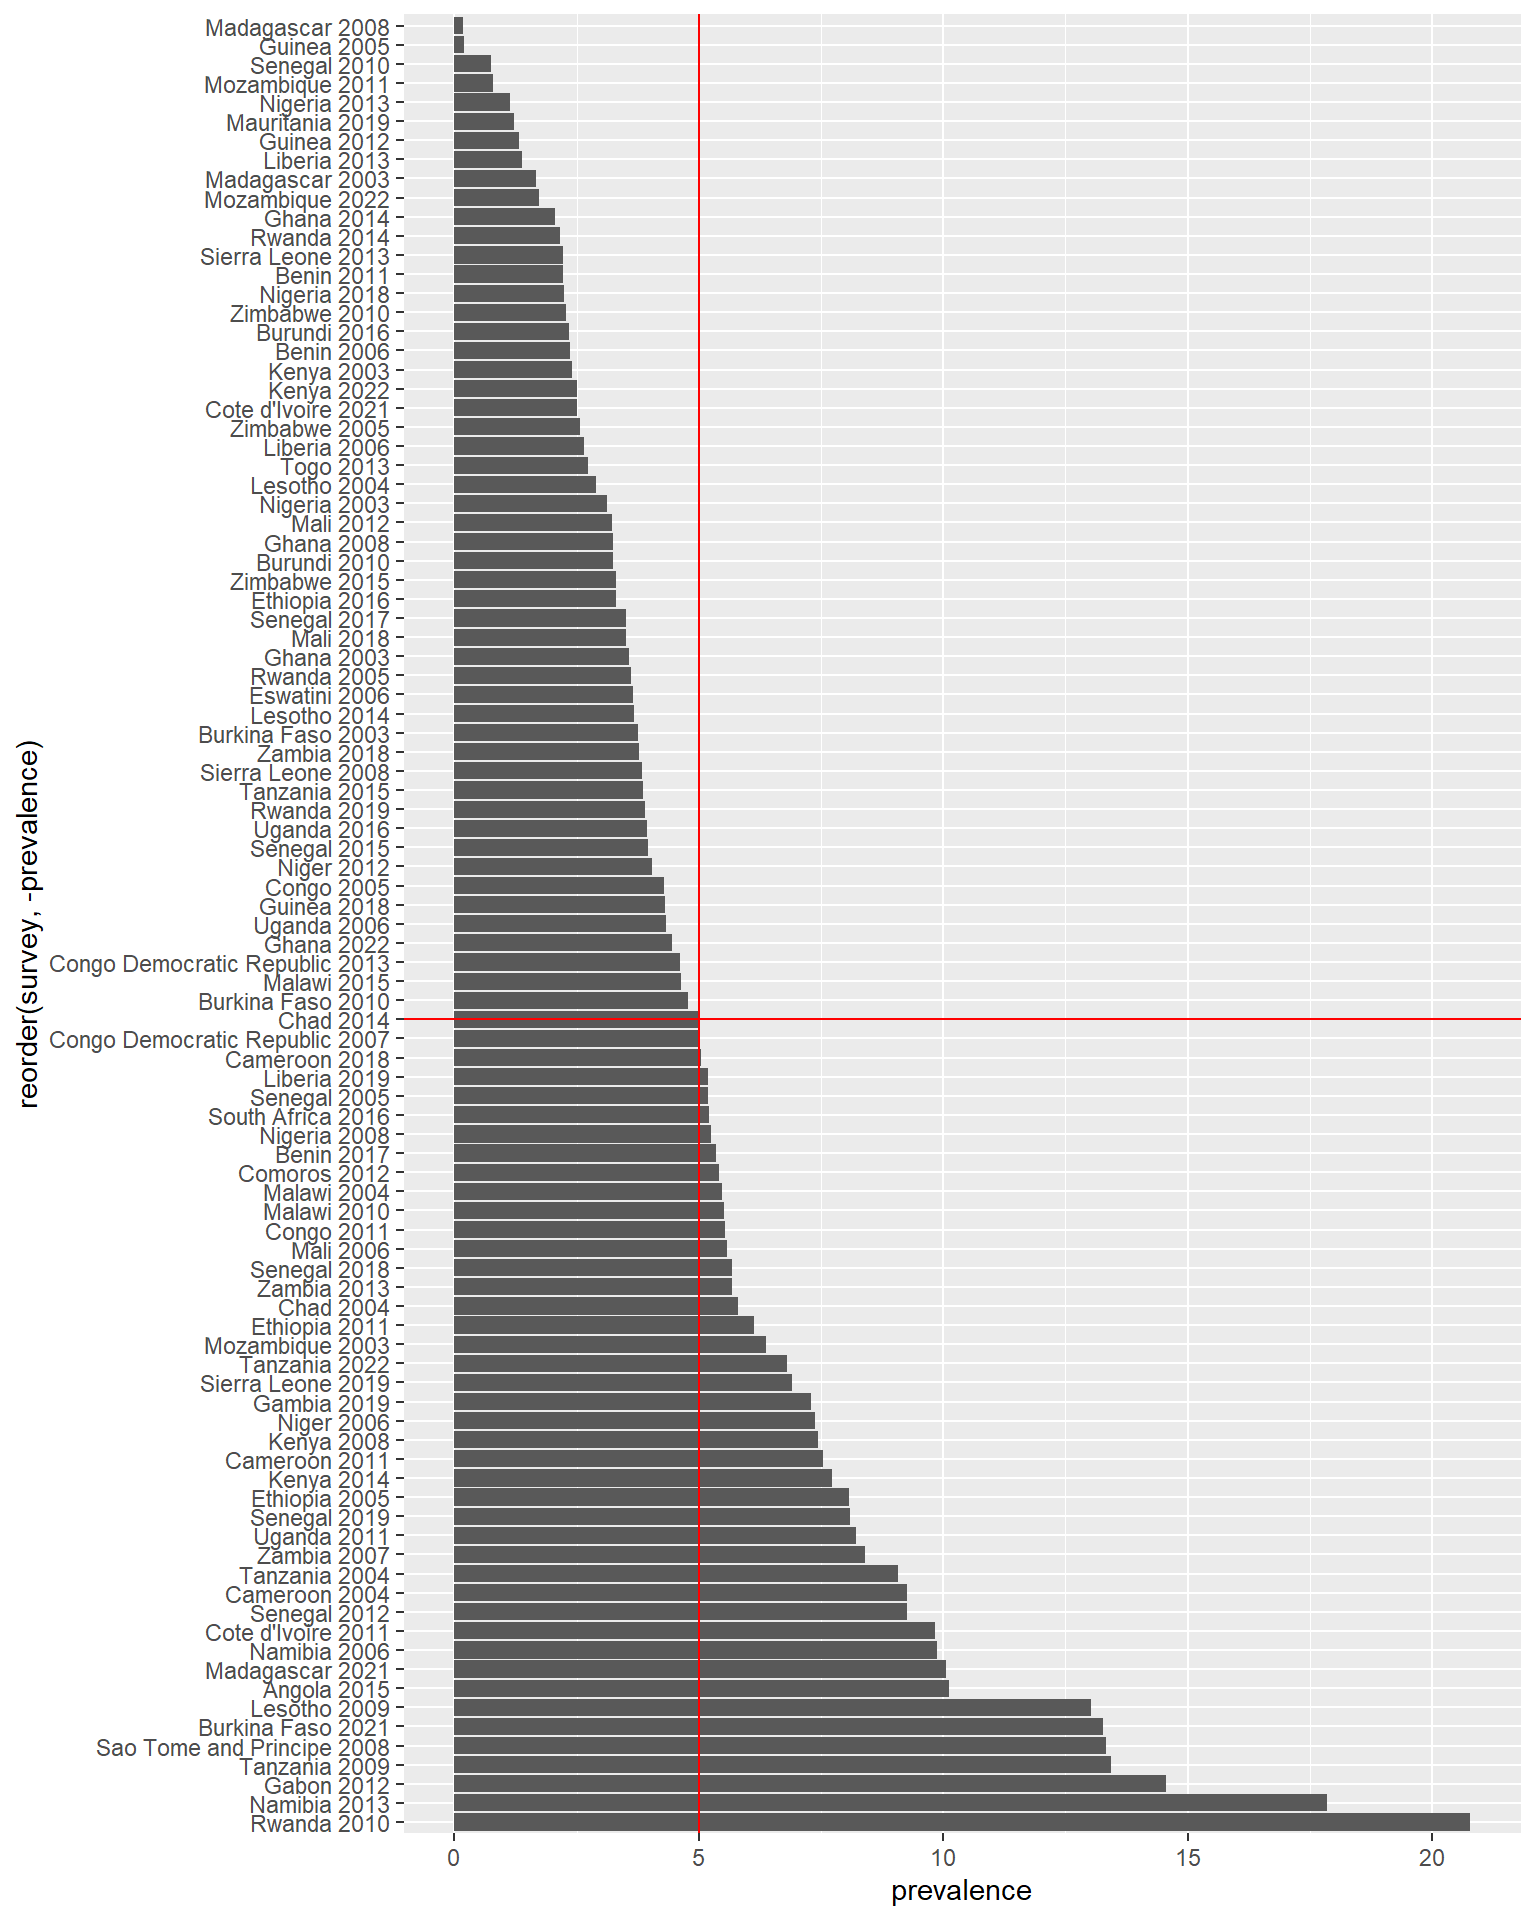 Madagascar 2008
Guinea 2005
Senegal 2010
Mozambique 2011
Nigeria 2013
Mauritania 2019
Guinea 2012
Liberia 2013
Madagascar 2003
Mozambique 2022
Ghana 2014
Rwanda 2014
Sierra Leone 2013
Benin 2011
Nigeria 2018
Zimbabwe 2010
Burundi 2016
Benin 2006
Kenya 2003
Kenya 2022
Cote d'Ivoire 2021
Zimbabwe 2005
Liberia 2006
Togo 2013
Lesotho 2004
Nigeria 2003
Mali 2012
Ghana 2008
Burundi 2010
Zimbabwe 2015
Ethiopia 2016
Senegal 2017
Mali 2018
Ghana 2003
Rwanda 2005
Eswatini 2006
Lesotho 2014
Burkina Faso 2003
Zambia 2018
Sierra Leone 2008
Tanzania 2015
Rwanda 2019
Uganda 2016
Senegal 2015
Niger 2012
Congo 2005
Guinea 2018
Uganda 2006
Ghana 2022
Congo Democratic Republic 2013
Malawi 2015
Burkina Faso 2010
Chad 2014
Congo Democratic Republic 2007
Cameroon 2018
Liberia 2019
Senegal 2005
South Africa 2016
Nigeria 2008
Benin 2017
Comoros 2012
Malawi 2004
Malawi 2010
Congo 2011
Mali 2006
Senegal 2018
Zambia 2013
Chad 2004
Ethiopia 2011
Mozambique 2003
Tanzania 2022
Sierra Leone 2019
Gambia 2019
Niger 2006
Kenya 2008
Cameroon 2011
Kenya 2014
Ethiopia 2005
Senegal 2019
Uganda 2011
Zambia 2007
Tanzania 2004
Cameroon 2004
Senegal 2012
Cote d'Ivoire 2011
Namibia 2006
Madagascar 2021
Angola 2015
Lesotho 2009
Burkina Faso 2021
Sao Tome and Principe 2008
Tanzania 2009
Gabon 2012
Namibia 2013
Rwanda 2010
reorder(survey, -prevalence)
0 5 10 15 20
prevalence